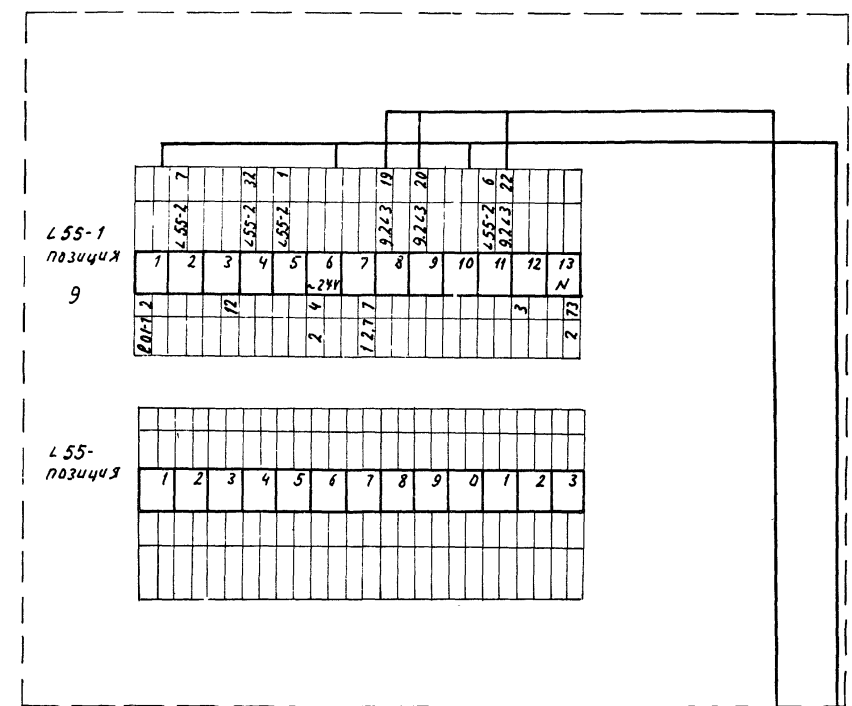 7 32 1 19 20 6 22
L55-2 L55-2 L55-2 9.2L3 9.2L3 L55-2 9.2L3
L55-1
позиция
9
1 2 3 4 5 6 7 8 9 10 11 12 13
~24V N
2 12 4 7 3 73
2 1 2.7 2
L55-
позиция
1 2 3 4 5 6 7 8 9 0 1 2 3